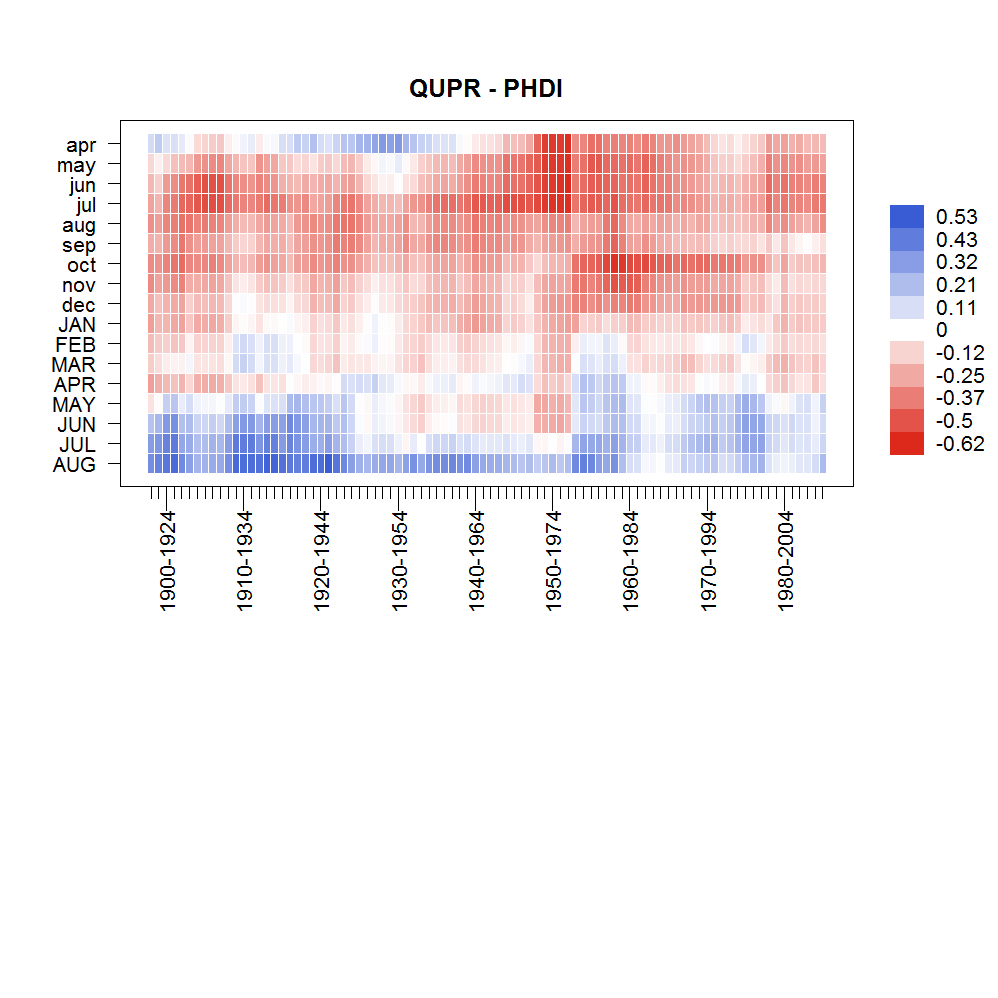 QUPR - PHDI
apr
may
jun
jul
aug
sep
oct
nov
dec
JAN
FEB
MAR
APR
MAY
JUN
JUL
AUG
0.53
0.43
0.32
0.21
0.11
0
-0.12
-0.25
-0.37
-0.5
-0.62
1900-1924
1910-1934
1920-1944
1930-1954
1940-1964
1950-1974
1960-1984
1970-1994
1980-2004